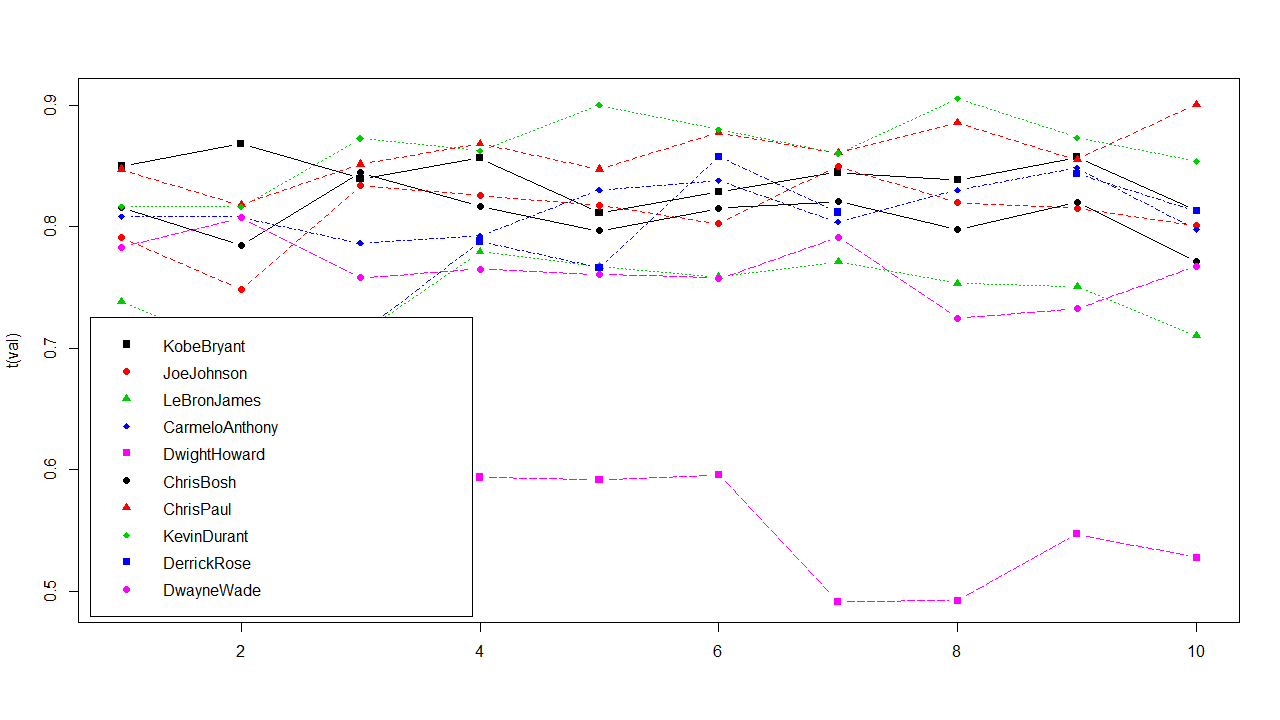 0.9
0.8
0.7
0.6
0.5
t(val)
KobeBryant
JoeJohnson
LeBronJames
CarmeloAnthony
DwightHoward
ChrisBosh
ChrisPaul
KevinDurant
DerrickRose
DwayneWade
2 4 6 8 10